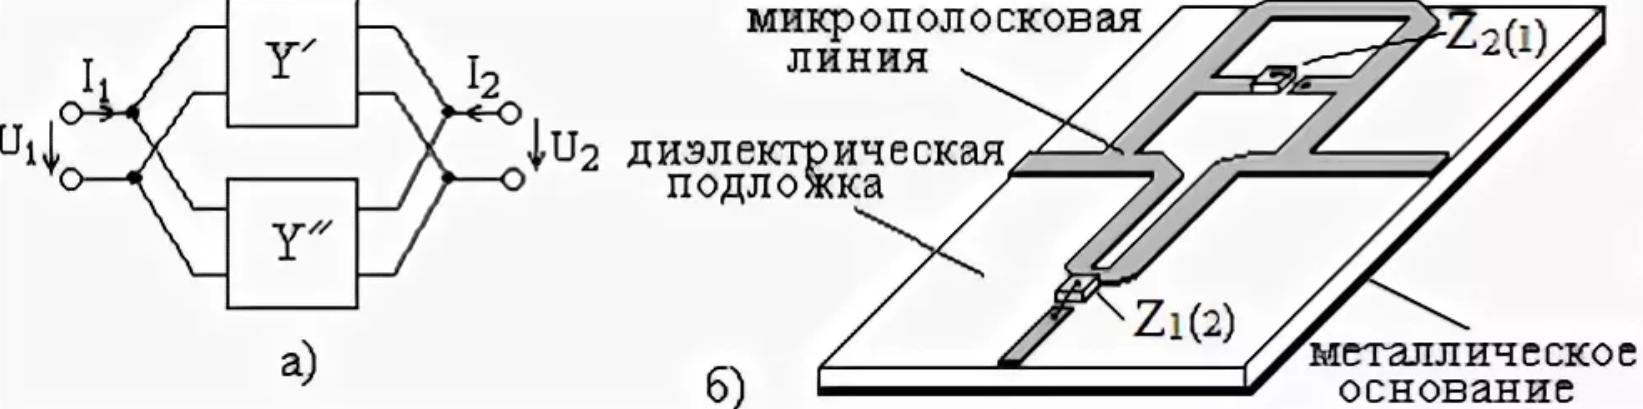 Y′
I1
I2
U1
U2
Y″
а)
микрополосковая
линия
Z2(1)
диэлектрическая
подложка
Z1(2)
металлическое
основание
б)